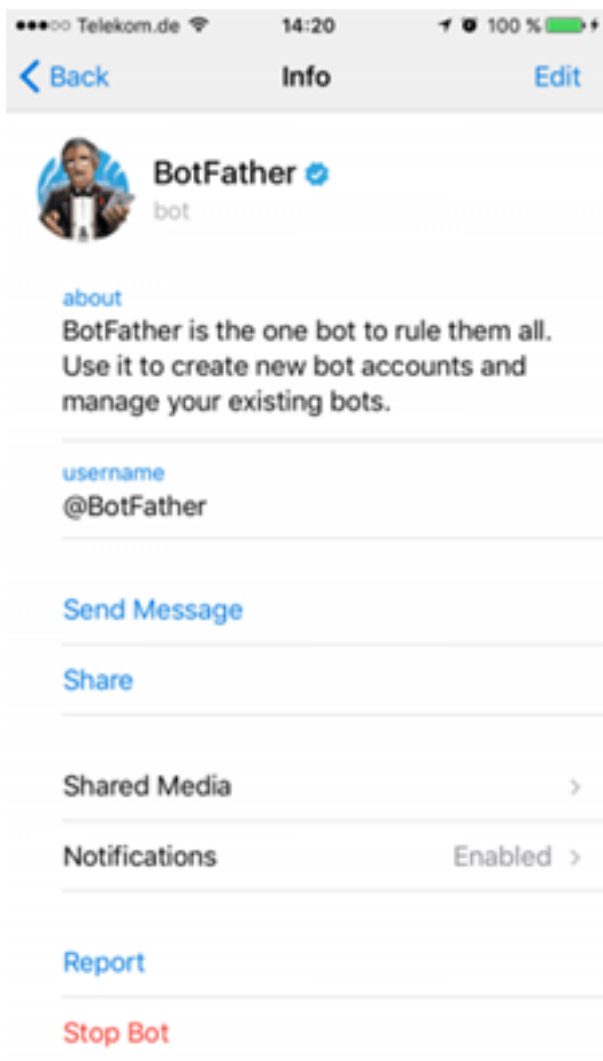 Telekom.de 14:20 100 %
Back Info Edit
BotFather
bot
about
BotFather is the one bot to rule them all.
Use it to create new bot accounts and
manage your existing bots.
username
@BotFather
Send Message
Share
Shared Media
Notifications Enabled
Report
Stop Bot